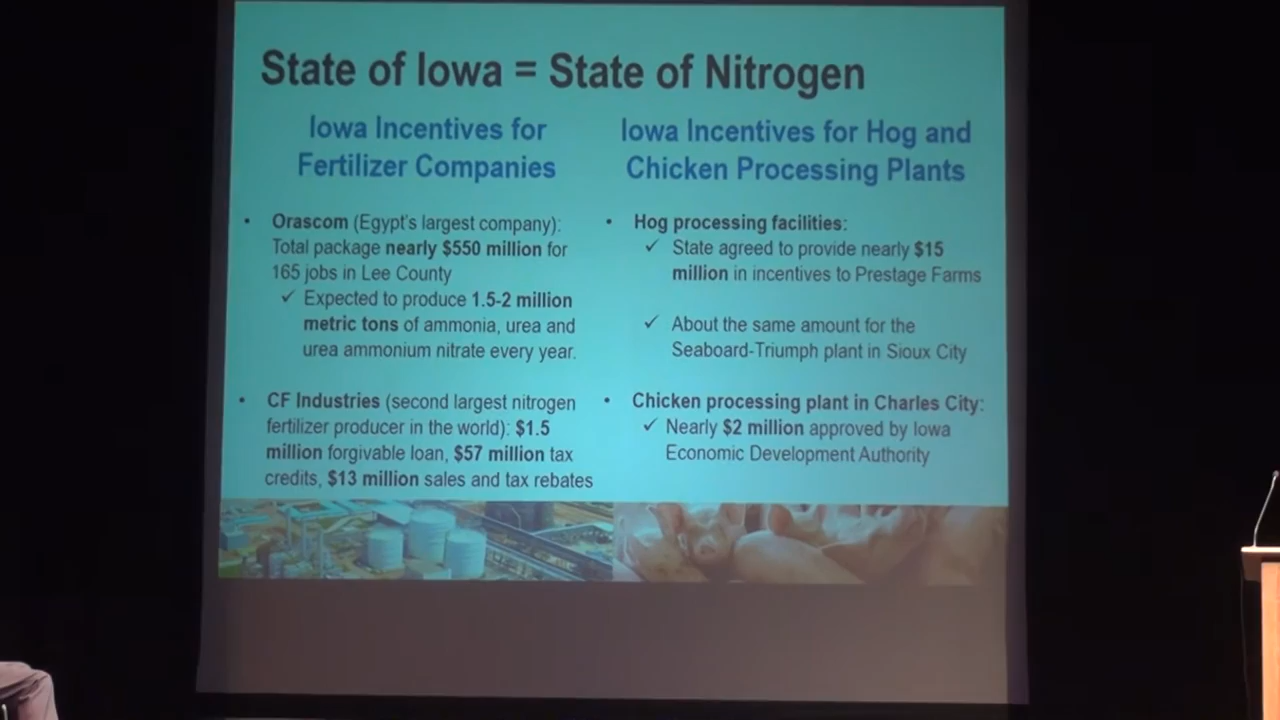 State of Iowa = State of Nitrogen
Iowa Incentives for
Fertilizer Companies
• Orascom (Egypt's largest company):
Total package nearly $550 million for
165 jobs in Lee County
✓ Expected to produce 1.5-2 million
metric tons of ammonia, urea and
urea ammonium nitrate every year.
• CF Industries (second largest nitrogen
fertilizer producer in the world): $1.5
million forgivable loan, $57 million tax
credits, $13 million sales and tax rebates
Iowa Incentives for Hog and
Chicken Processing Plants
• Hog processing facilities:
✓ State agreed to provide nearly $15
million in incentives to Prestage Farms
✓ About the same amount for the
Seaboard-Triumph plant in Sioux City
• Chicken processing plant in Charles City:
✓ Nearly $2 million approved by Iowa
Economic Development Authority